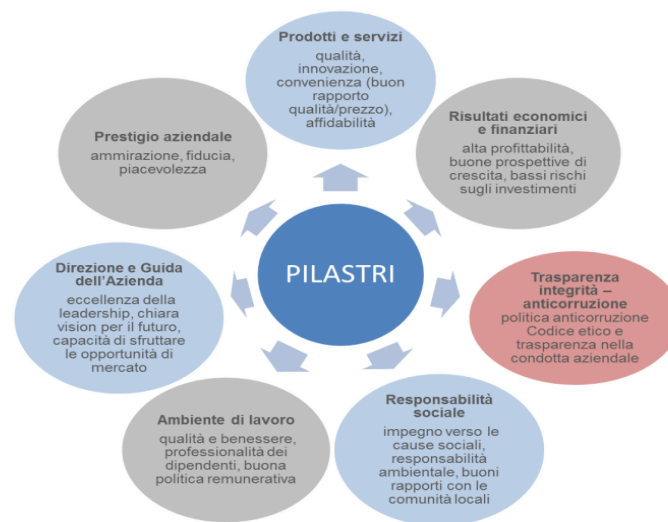 Prodotti e servizi
qualità,
innovazione,
convenienza (buon
rapporto
qualità/prezzo),
affidabilità
Risultati economici
e finanziari
alta profittabilità,
buone prospettive di
crescita, bassi rischi
sugli investimenti
Trasparenza
integrità –
anticorruzione
politica anticorruzione
Codice etico e
trasparenza nella
condotta aziendale
Responsabilità
sociale
impegno verso le
cause sociali,
responsabilità
ambientale, buoni
rapporti con le
comunità locali
Ambiente di lavoro
qualità e benessere,
professionalità dei
dipendenti, buona
politica remunerativa
Direzione e Guida
dell'Azienda
eccellenza della
leadership, chiara
vision per il futuro,
capacità di sfruttare
le opportunità di
mercato
Prestigio aziendale
ammirazione, fiducia,
piacevolezza
PILASTRI